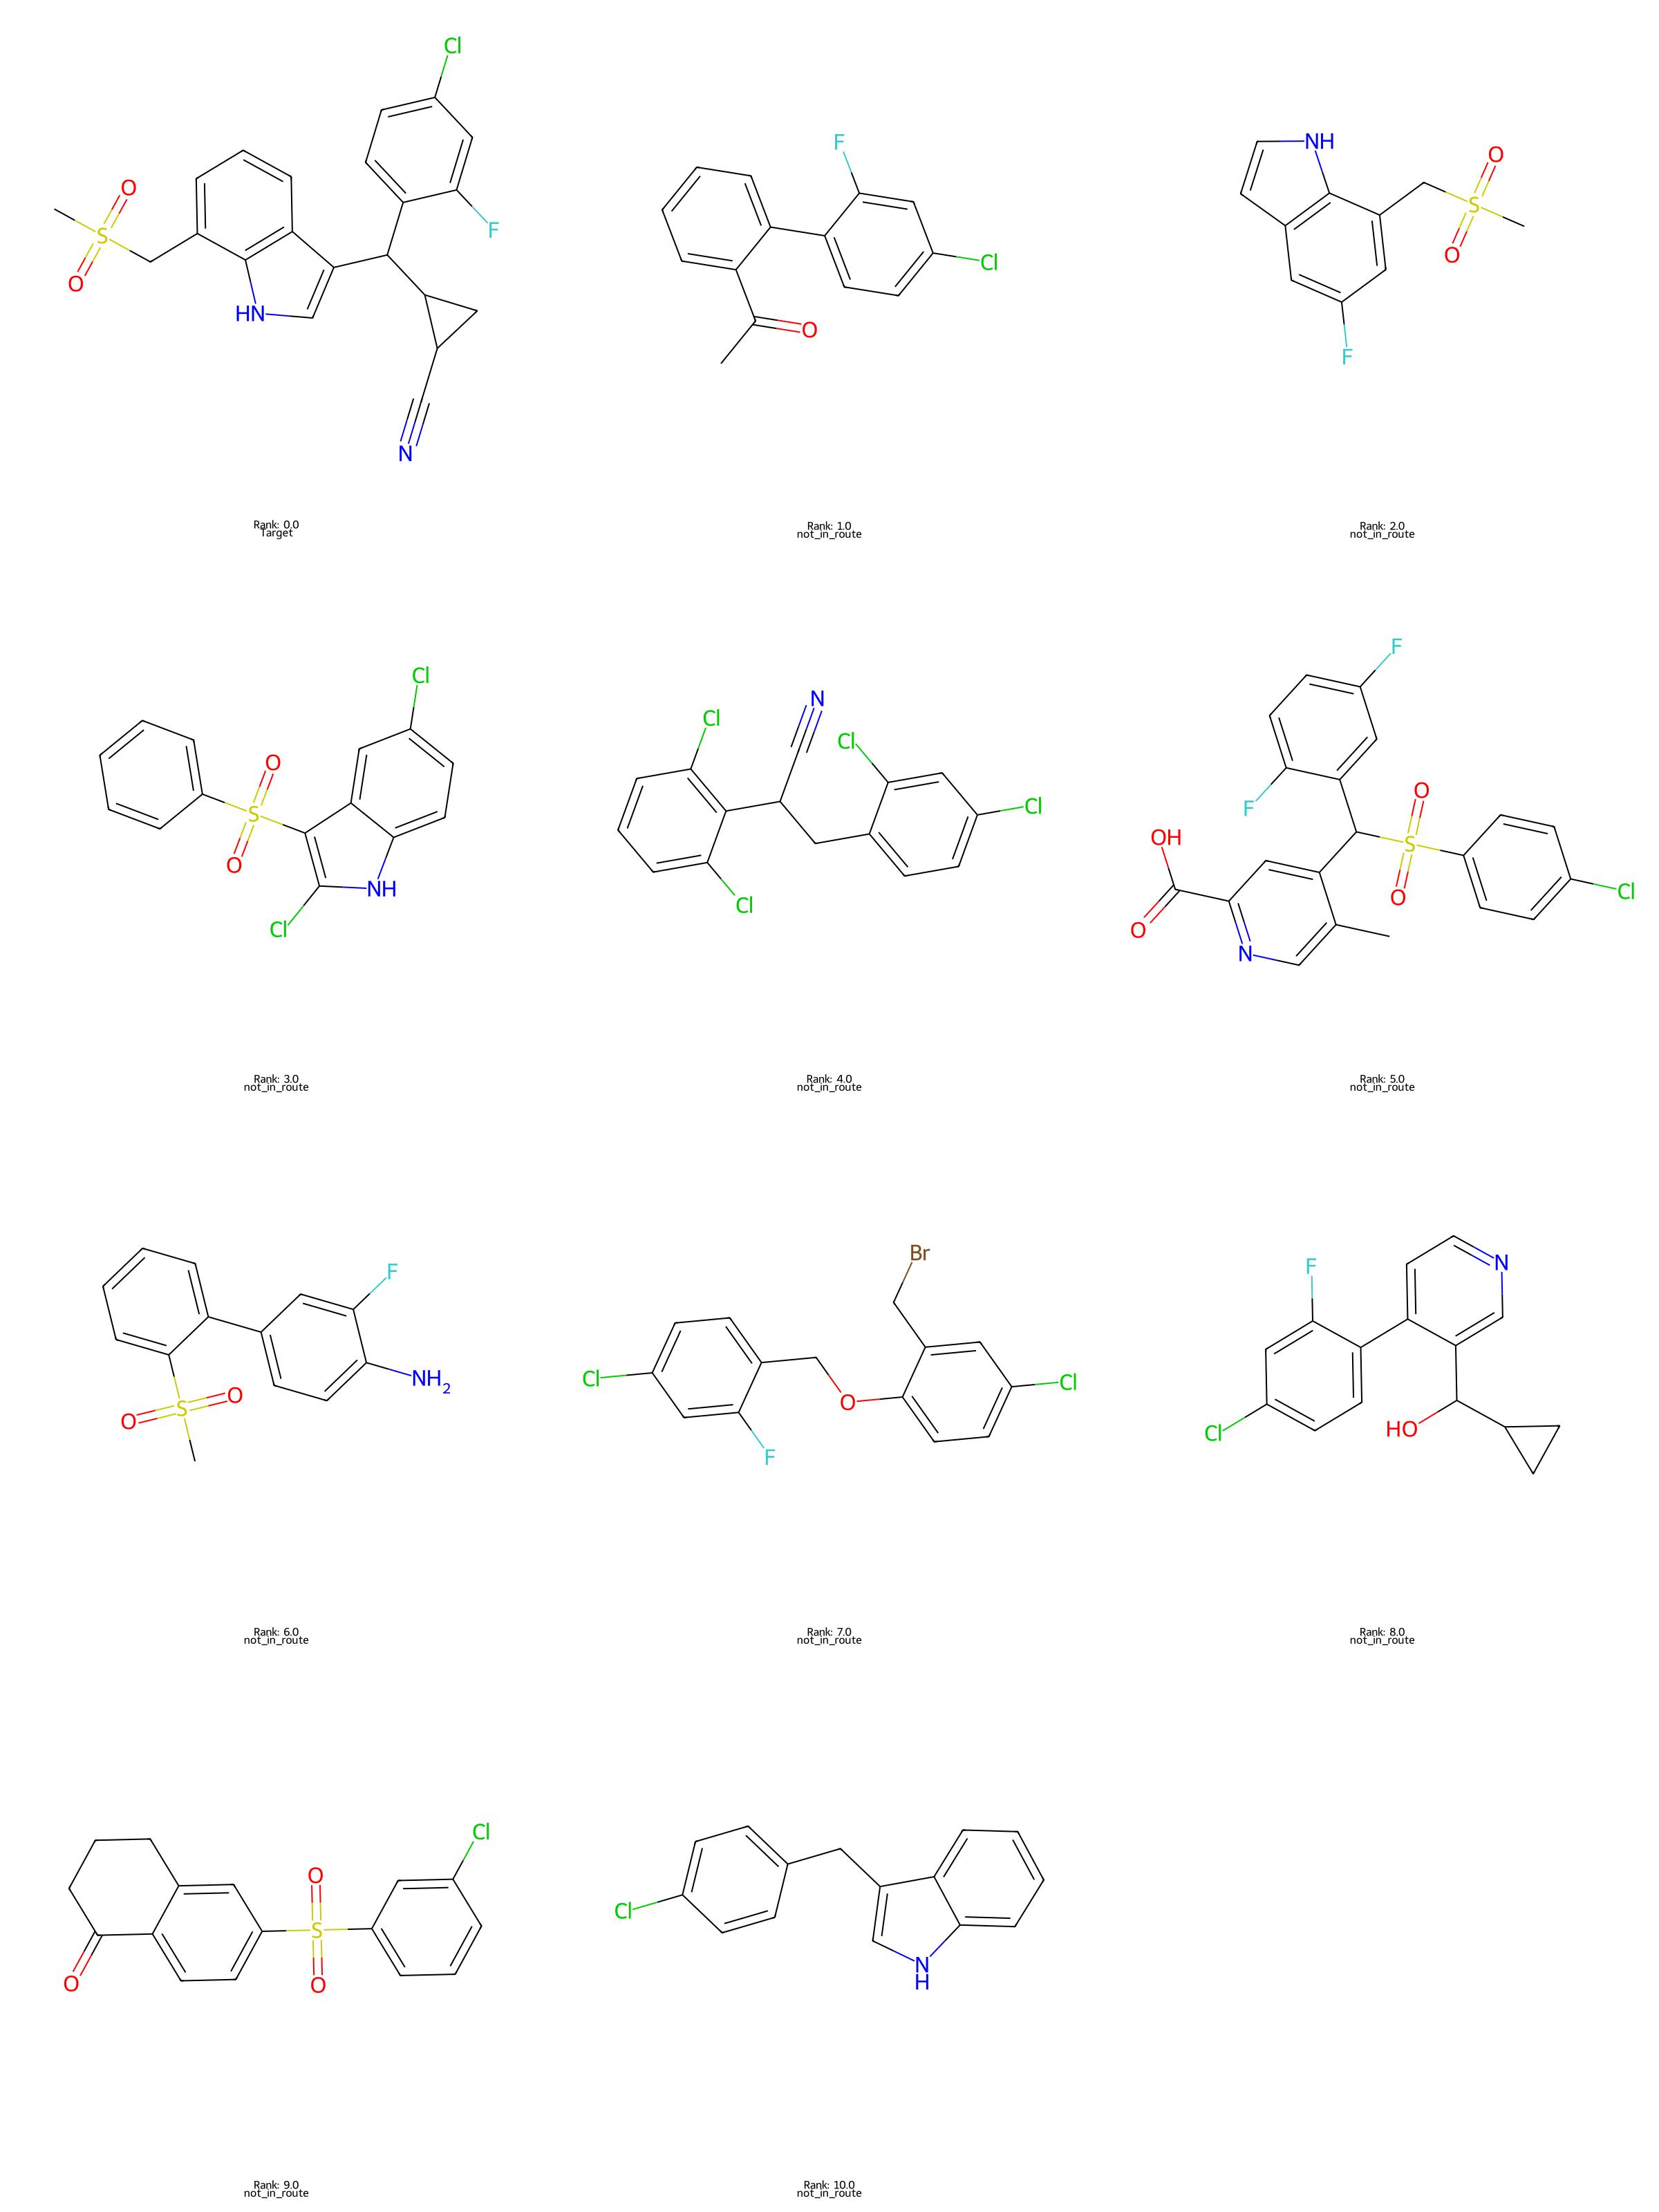 Cl
F
O
S
O
HN
N
Rank: 0.0
Target
F
Cl
O
Rank: 1.0
not_in_route
NH
O
S
O
F
Rank: 2.0
not_in_route
Cl
O
S
O
NH
Cl
Rank: 3.0
not_in_route
N
Cl
Cl
Cl
Cl
Rank: 4.0
not_in_route
F
F
O
OH
S
O
Cl
O
N
Rank: 5.0
not_in_route
F
NH2
O
S
O
Rank: 6.0
not_in_route
Br
Cl
Cl
O
F
Rank: 7.0
not_in_route
F
N
Cl
HO
Rank: 8.0
not_in_route
Cl
O
S
O
O
Rank: 9.0
not_in_route
Cl
N
H
Rank: 10.0
not_in_route